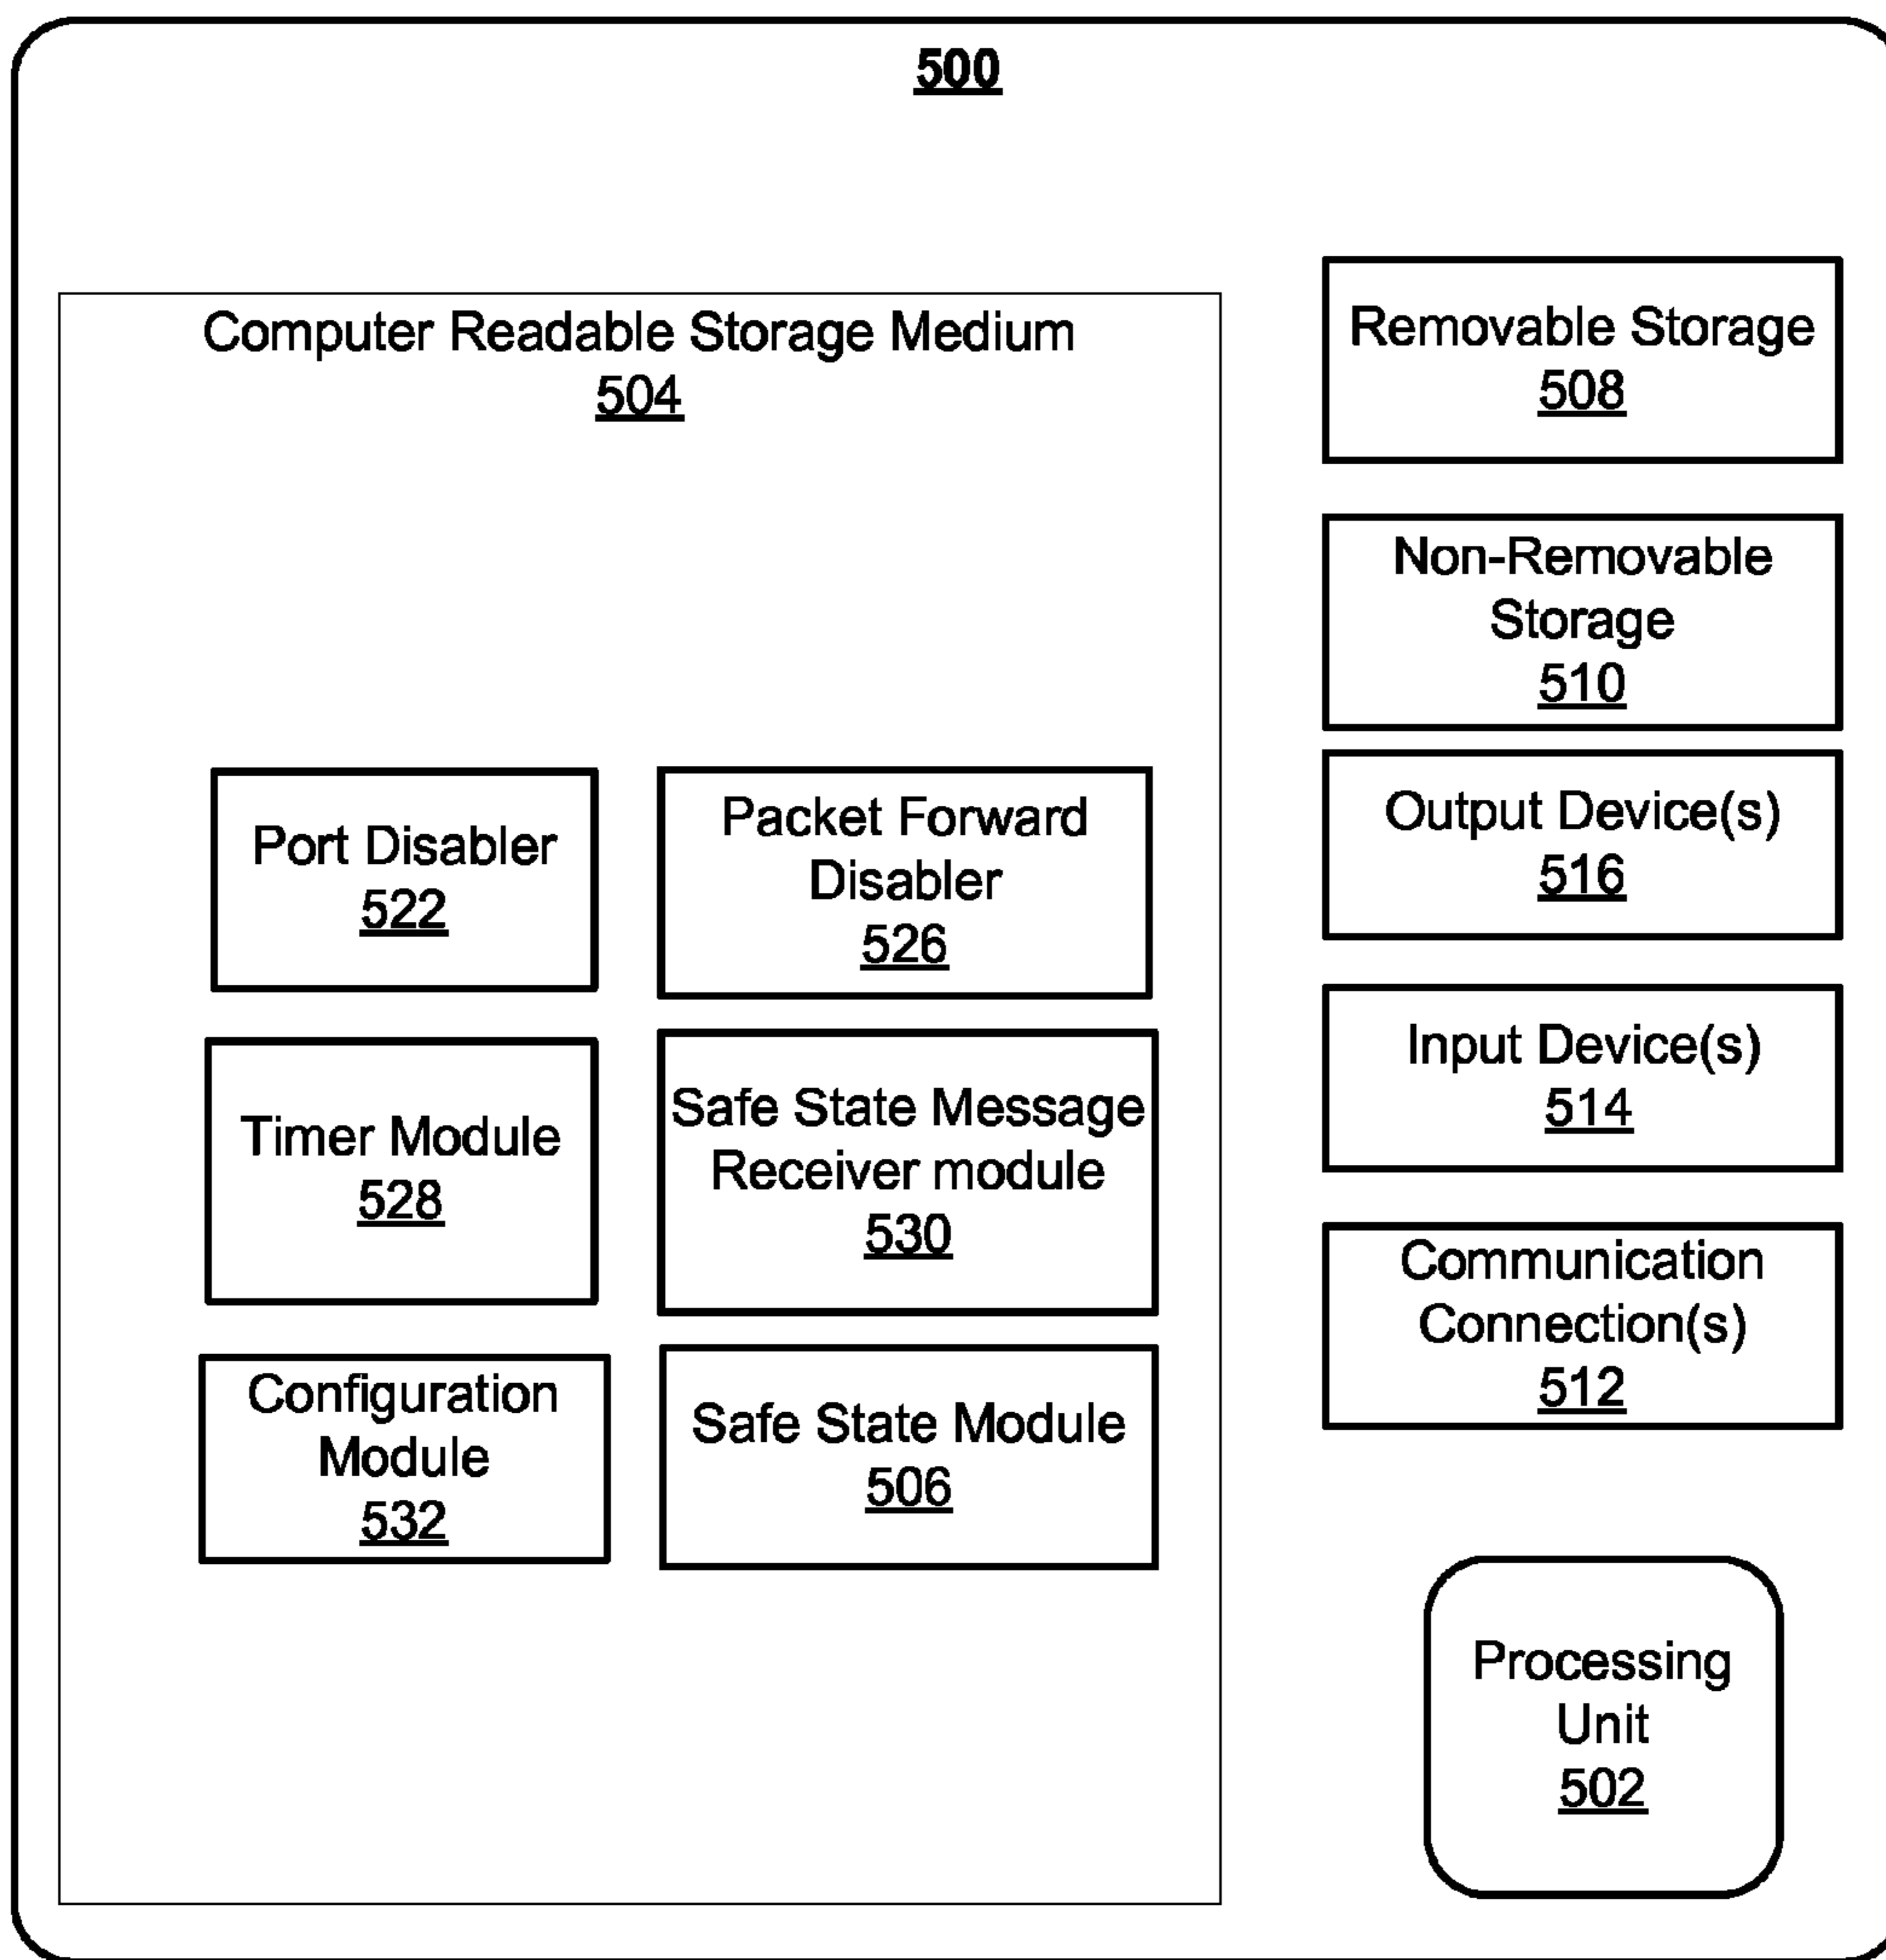 500
Computer Readable Storage Medium
504
Port Disabler
522
Packet Forward
Disabler
526
Timer Module
528
Safe State Message
Receiver module
530
Configuration
Module
532
Safe State Module
506
Removable Storage
508
Non-Removable
Storage
510
Output Device(s)
516
Input Device(s)
514
Communication
Connection(s)
512
Processing
Unit
502